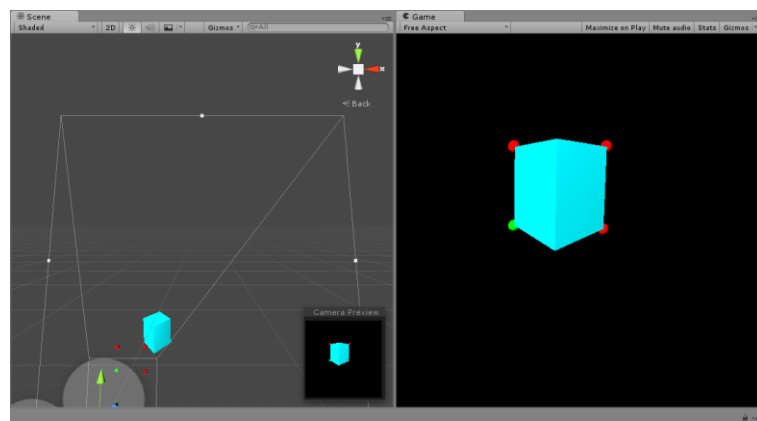 Scene
Shaded
2D
Gizmos
All
y
x
Back
Camera Preview
Game
Free Aspect
Maximize on Play
Mute audio
Stats
Gizmos